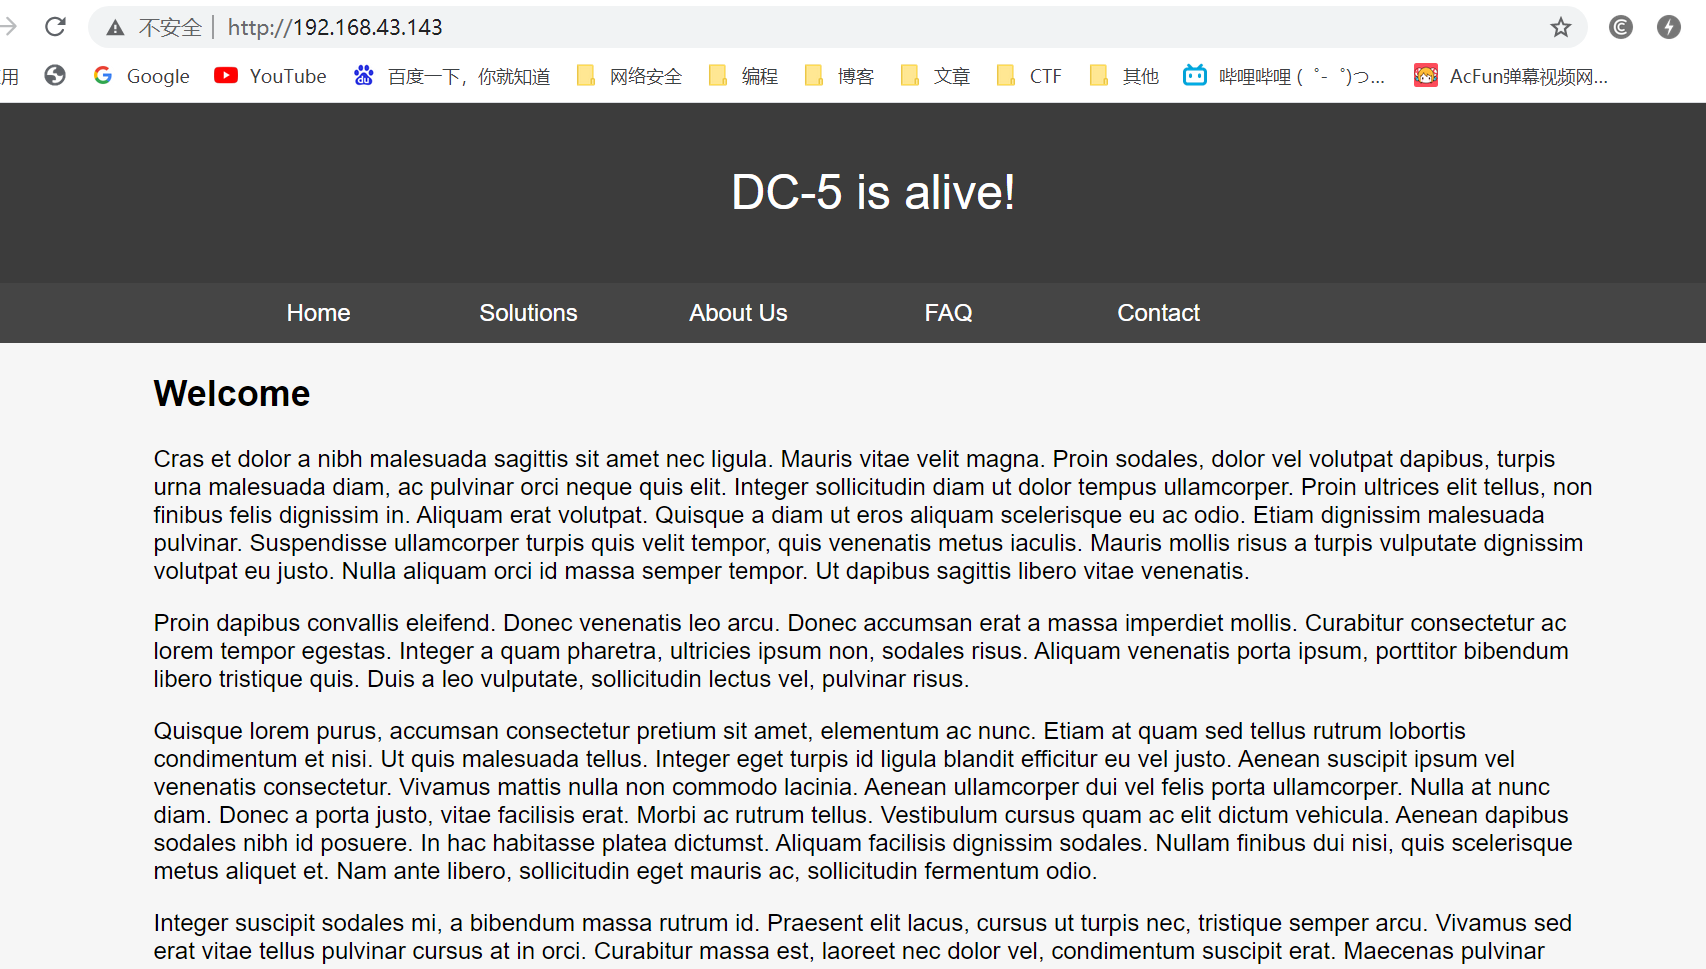 不安全 | http://192.168.43.143
用 Google YouTube 百度一下，你就知道 网络安全 编程 博客 文章 CTF 其他 哔哩哔哩 (゜-゜)つ... AcFun弹幕视频网...
DC-5 is alive!
Home Solutions About Us FAQ Contact
Welcome
Cras et dolor a nibh malesuada sagittis sit amet nec ligula. Mauris vitae velit magna. Proin sodales, dolor vel volutpat dapibus, turpis
urna malesuada diam, ac pulvinar orci neque quis elit. Integer sollicitudin diam ut dolor tempus ullamcorper. Proin ultrices elit tellus, non
finibus felis dignissim in. Aliquam erat volutpat. Quisque a diam ut eros aliquam scelerisque eu ac odio. Etiam dignissim malesuada
pulvinar. Suspendisse ullamcorper turpis quis velit tempor, quis venenatis metus iaculis. Mauris mollis risus a turpis vulputate dignissim
volutpat eu justo. Nulla aliquam orci id massa semper tempor. Ut dapibus sagittis libero vitae venenatis.
Proin dapibus convallis eleifend. Donec venenatis leo arcu. Donec accumsan erat a massa imperdiet mollis. Curabitur consectetur ac
lorem tempor egestas. Integer a quam pharetra, ultricies ipsum non, sodales risus. Aliquam venenatis porta ipsum, porttitor bibendum
libero tristique quis. Duis a leo vulputate, sollicitudin lectus vel, pulvinar risus.
Quisque lorem purus, accumsan consectetur pretium sit amet, elementum ac nunc. Etiam at quam sed tellus rutrum lobortis
condimentum et nisi. Ut quis malesuada tellus. Integer eget turpis id ligula blandit efficitur eu vel justo. Aenean suscipit ipsum vel
venenatis consectetur. Vivamus mattis nulla non commodo lacinia. Aenean ullamcorper dui vel felis porta ullamcorper. Nulla at nunc
diam. Donec a porta justo, vitae facilisis erat. Morbi ac rutrum tellus. Vestibulum cursus quam ac elit dictum vehicula. Aenean dapibus
sodales nibh id posuere. In hac habitasse platea dictumst. Aliquam facilisis dignissim sodales. Nullam finibus dui nisi, quis scelerisque
metus aliquet et. Nam ante libero, sollicitudin eget mauris ac, sollicitudin fermentum odio.
Integer suscipit sodales mi, a bibendum massa rutrum id. Praesent elit lacus, cursus ut turpis nec, tristique semper arcu. Vivamus sed
erat vitae tellus pulvinar cursus at in orci. Curabitur massa est, laoreet nec dolor vel, condimentum suscipit erat. Maecenas pulvinar